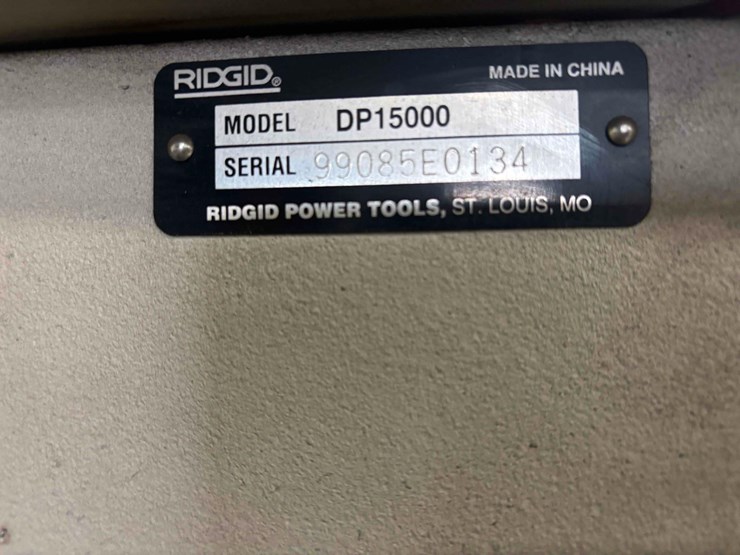 RIDGID®
MADE IN CHINA
MODEL DP15000
SERIAL 99085E0134
RIDGID POWER TOOLS, ST. LOUIS, MO